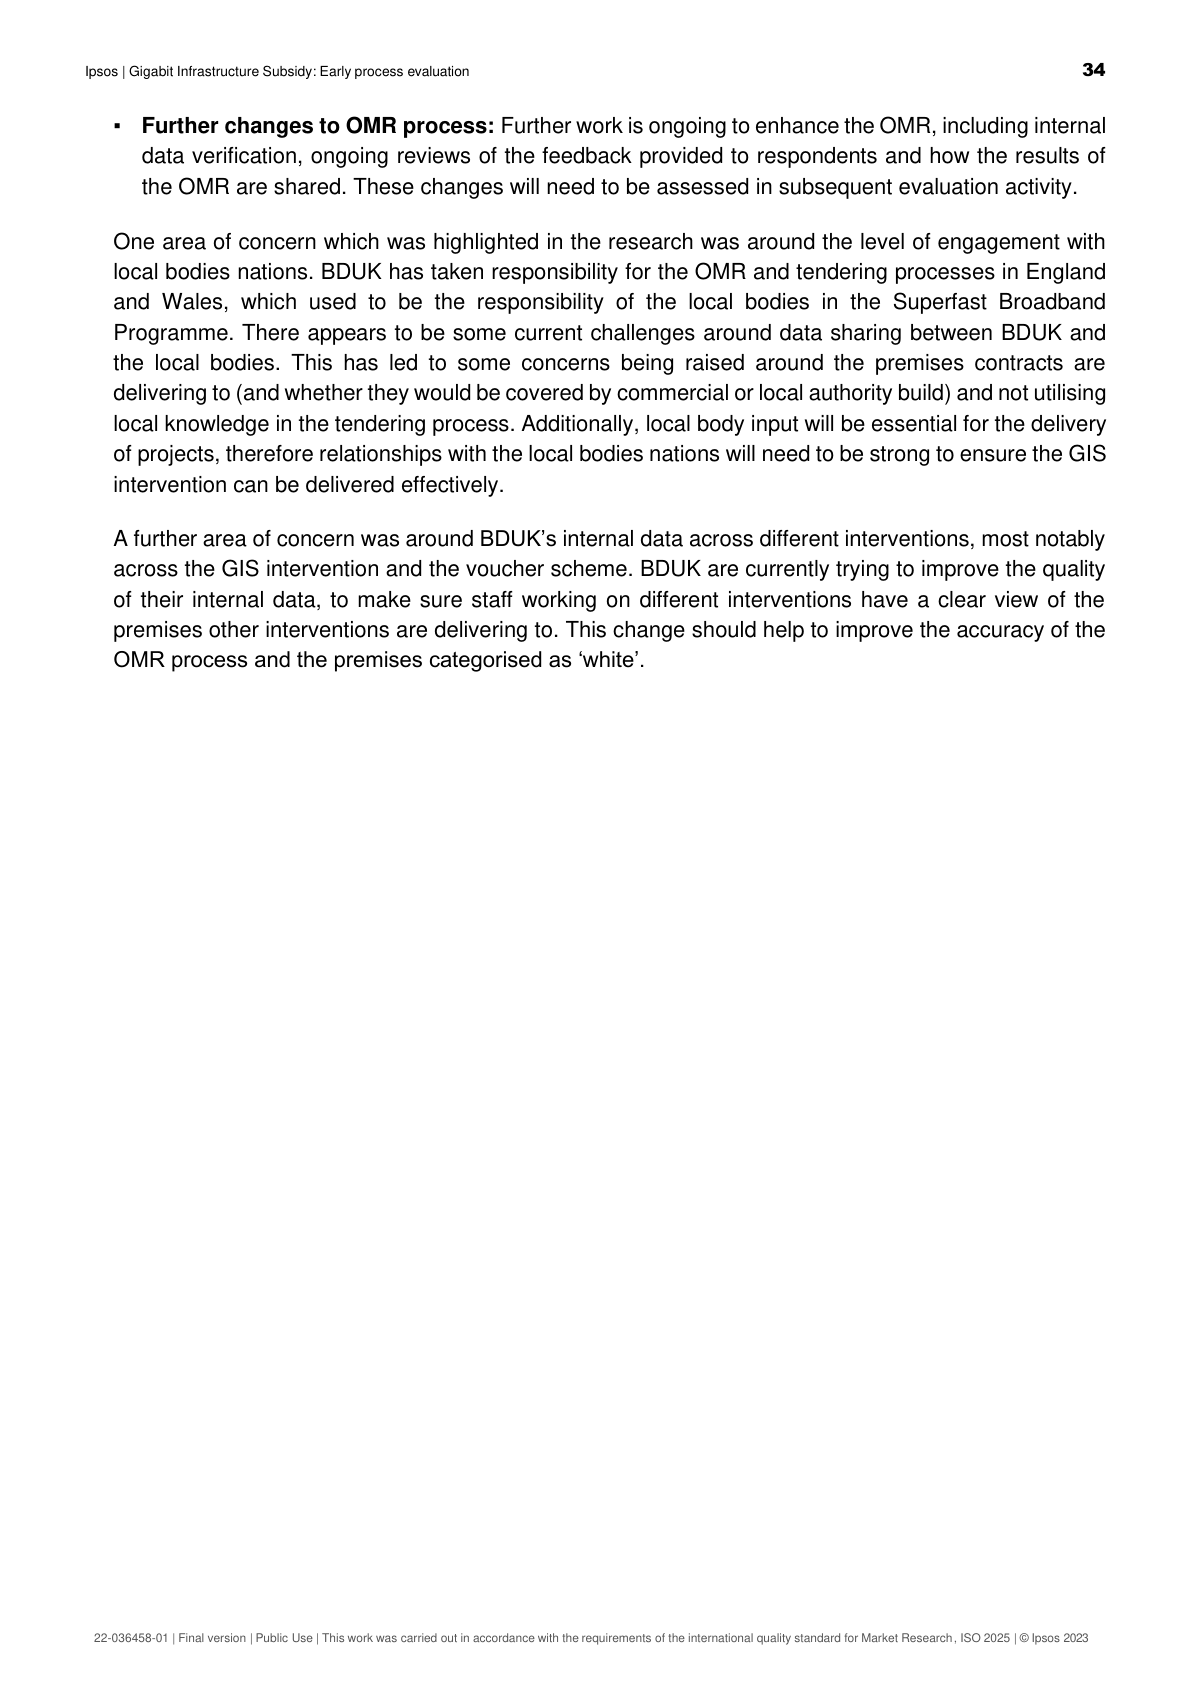 Ipsos | Gigabit Infrastructure Subsidy: Early process evaluation 34
▪ Further changes to OMR process: Further work is ongoing to enhance the OMR, including internal
data verification, ongoing reviews of the feedback provided to respondents and how the results of
the OMR are shared. These changes will need to be assessed in subsequent evaluation activity.
One area of concern which was highlighted in the research was around the level of engagement with
local bodies nations. BDUK has taken responsibility for the OMR and tendering processes in England
and Wales, which used to be the responsibility of the local bodies in the Superfast Broadband
Programme. There appears to be some current challenges around data sharing between BDUK and
the local bodies. This has led to some concerns being raised around the premises contracts are
delivering to (and whether they would be covered by commercial or local authority build) and not utilising
local knowledge in the tendering process. Additionally, local body input will be essential for the delivery
of projects, therefore relationships with the local bodies nations will need to be strong to ensure the GIS
intervention can be delivered effectively.
A further area of concern was around BDUK’s internal data across different interventions, most notably
across the GIS intervention and the voucher scheme. BDUK are currently trying to improve the quality
of their internal data, to make sure staff working on different interventions have a clear view of the
premises other interventions are delivering to. This change should help to improve the accuracy of the
OMR process and the premises categorised as ‘white’.
22-036458-01 | Final version | Public Use | This work was carried out in accordance with the requirements of the international quality standard for Market Research, ISO 2025 | © Ipsos 2023